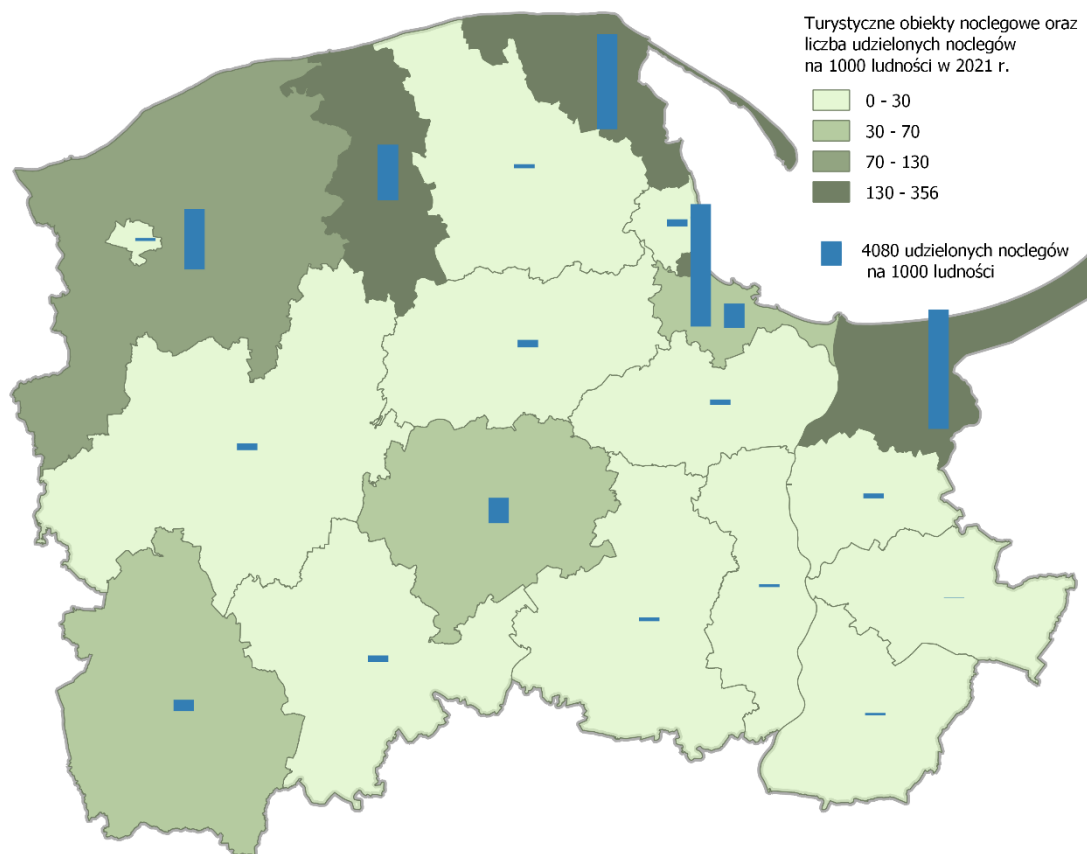 Turystyczne obiekty noclegowe oraz
liczba udzielonych noclegów
na 1000 ludności w 2021 r.
0 - 30
30 - 70
70 - 130
130 - 356
4080 udzielonych noclegów
na 1000 ludności